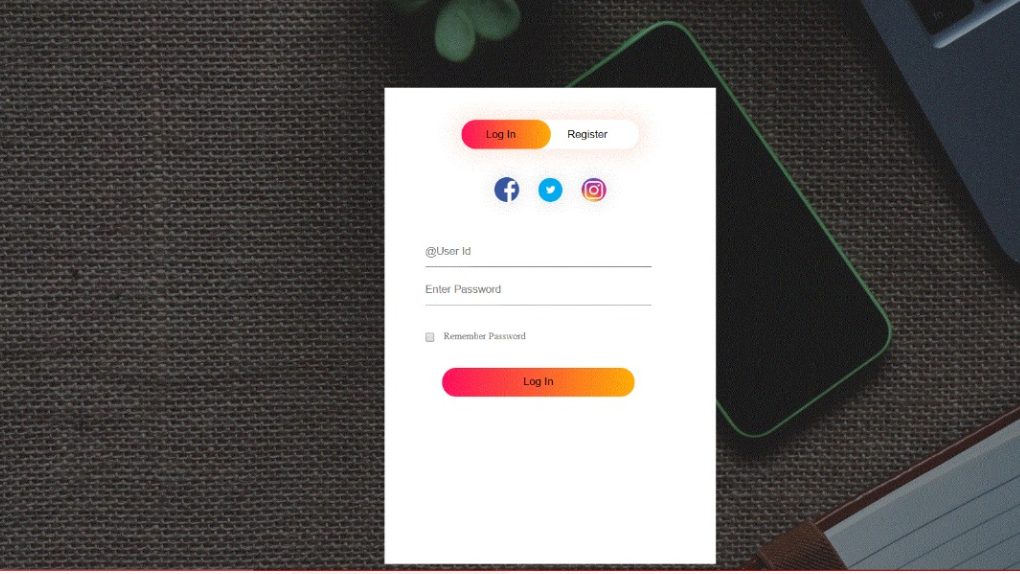 Log In Register
@User Id
Enter Password
Remember Password
Log In